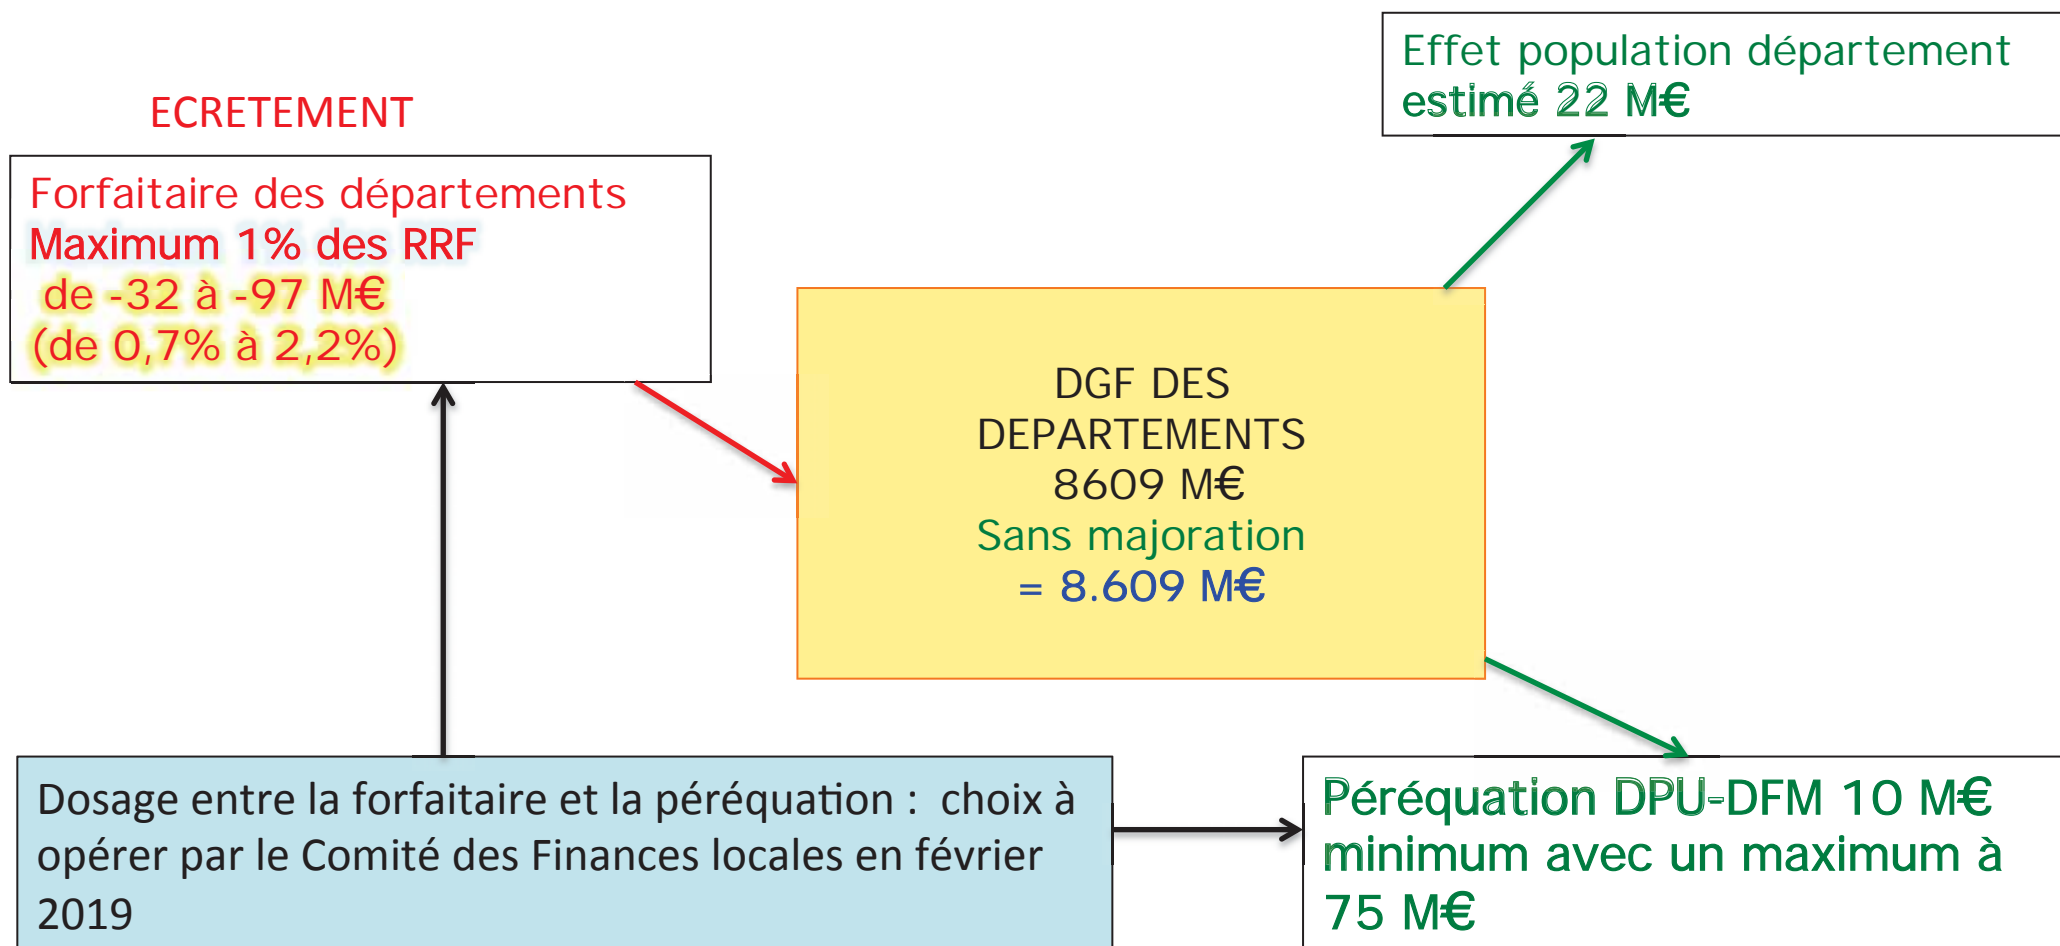 Effet population département
estimé 22 M€
ECRETEMENT
Forfaitaire des départements
Maximum 1% des RRF
de -32 à -97 M€
(de 0,7% à 2,2%)
DGF DES
DEPARTEMENTS
8609 M€
Sans majoration
= 8.609 M€
Dosage entre la forfaitaire et la péréquation : choix à
opérer par le Comité des Finances locales en février
2019
Péréquation DPU-DFM 10 M€
minimum avec un maximum à
75 M€